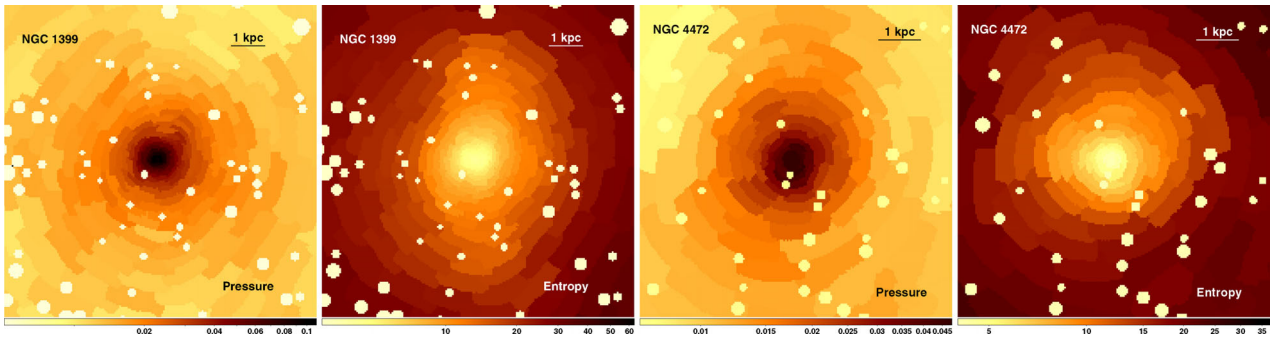 NGC 1399
1 kpc
Pressure
0.02 0.04 0.06 0.08 0.1
NGC 1399
1 kpc
Entropy
10 20 30 40 50 60
NGC 4472
1 kpc
Pressure
0.01 0.015 0.02 0.025 0.03 0.035 0.04 0.045
NGC 4472
1 kpc
Entropy
5 10 15 20 25 30 35